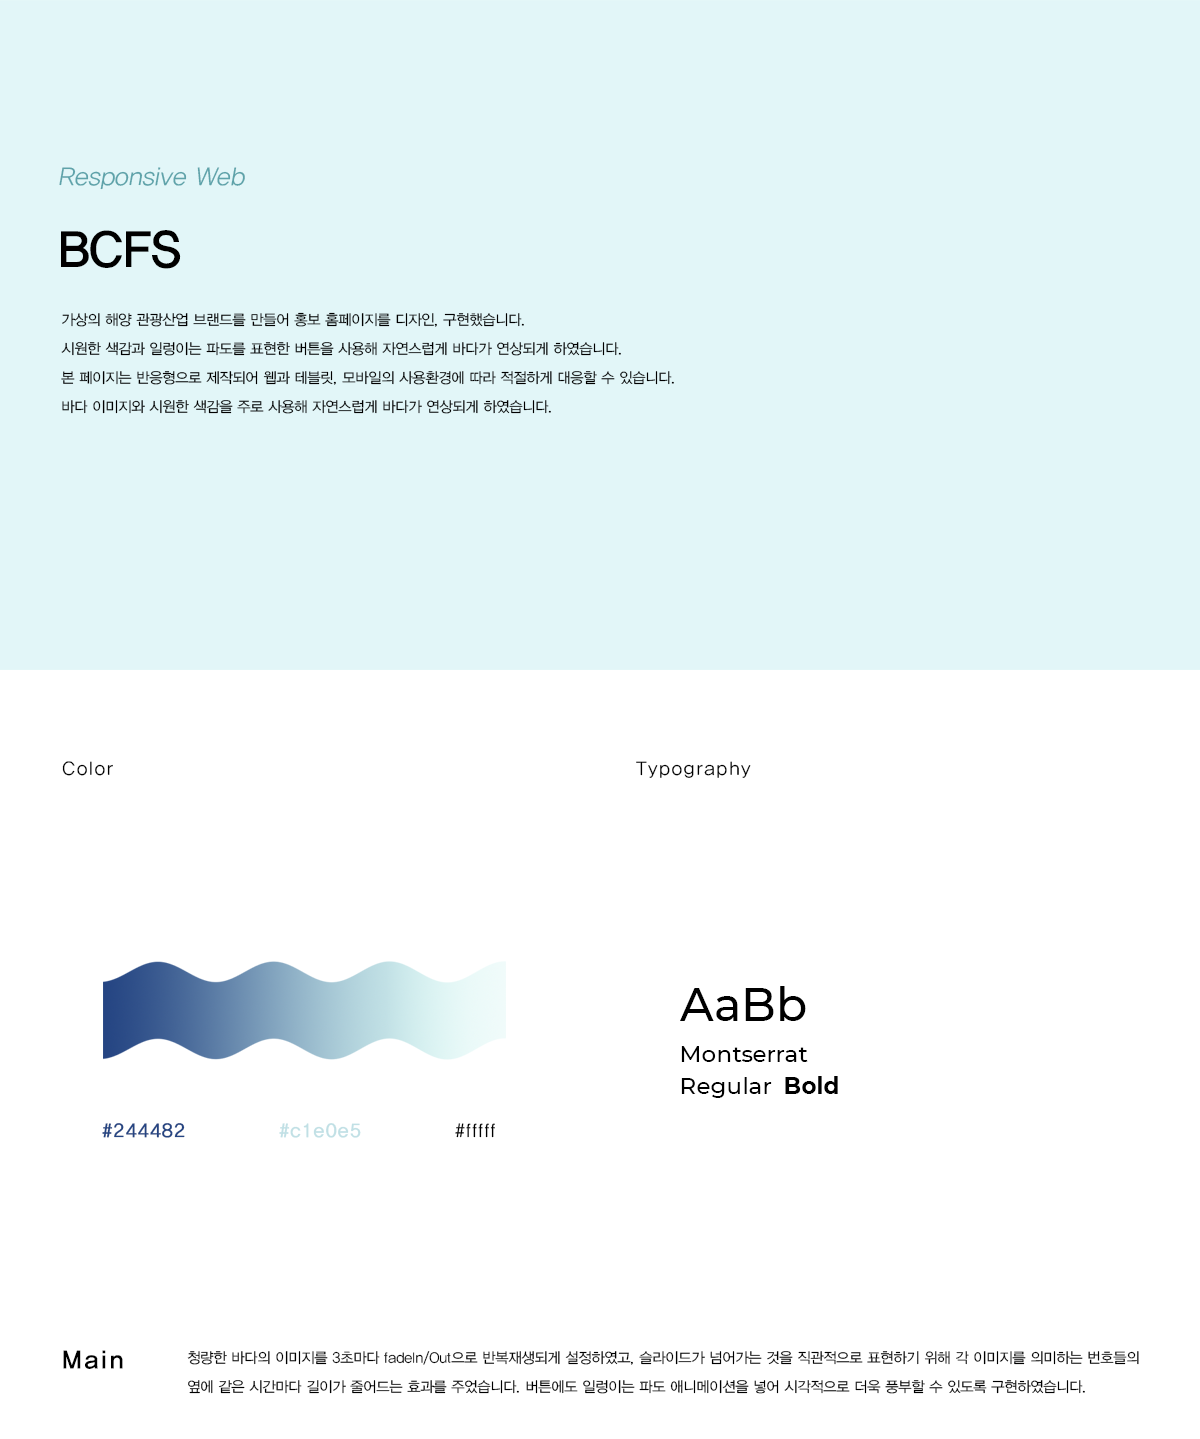 Responsive Web
BCFS
가상의 해양 관광산업 브랜드를 만들어 홍보 홈페이지를 디자인, 구현했습니다.
시원한 색감과 일렁이는 파도를 표현한 버튼을 사용해 자연스럽게 바다가 연상되게 하였습니다.
본 페이지는 반응형으로 제작되어 웹과 테블릿, 모바일의 사용환경에 따라 적절하게 대응할 수 있습니다.
바다 이미지와 시원한 색감을 주로 사용해 자연스럽게 바다가 연상되게 하였습니다.
Color
Typography
AaBb
Montserrat
Regular Bold
#244482
#c1e0e5
#fffff
Main
청량한 바다의 이미지를 3초마다 fadeIn/Out으로 반복재생되게 설정하였고, 슬라이드가 넘어가는 것을 직관적으로 표현하기 위해 각 이미지를 의미하는 번호들의
옆에 같은 시간마다 길이가 줄어드는 효과를 주었습니다. 버튼에도 일렁이는 파도 애니메이션을 넣어 시각적으로 더욱 풍부할 수 있도록 구현하였습니다.